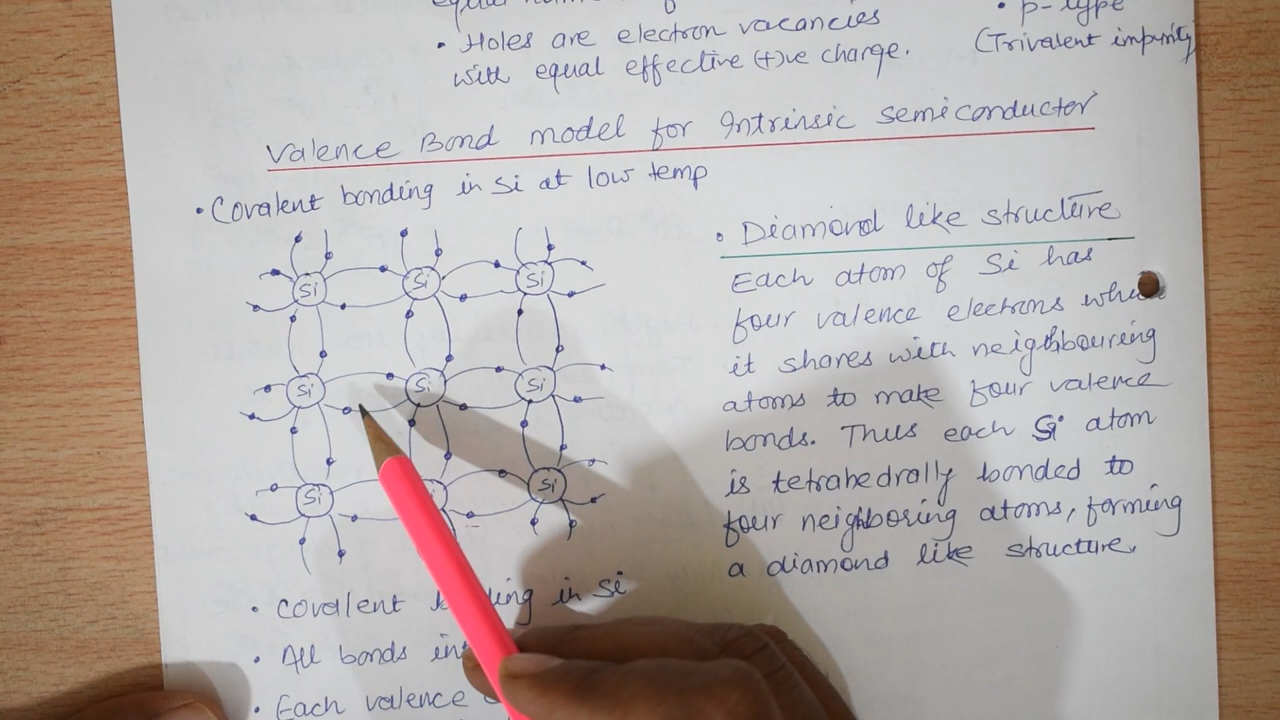 • Holes are electron vacancies
with equal effective (+)ve charge.
• p-type
(Trivalent impurity
Valence Bond model for Intrinsic semiconductor
• Covalent bonding in Si at low temp
Si Si Si
Si Si Si
Si Si
• Diamond like structure
Each atom of Si has
four valence electrons
it shares with neighbouring
atoms to make four valence
bonds. Thus each Si atom
is tetrahedrally bonded to
four neighboring atoms, forming
a diamond like structure.
• Covalent in Si
• All bonds
• Each valence